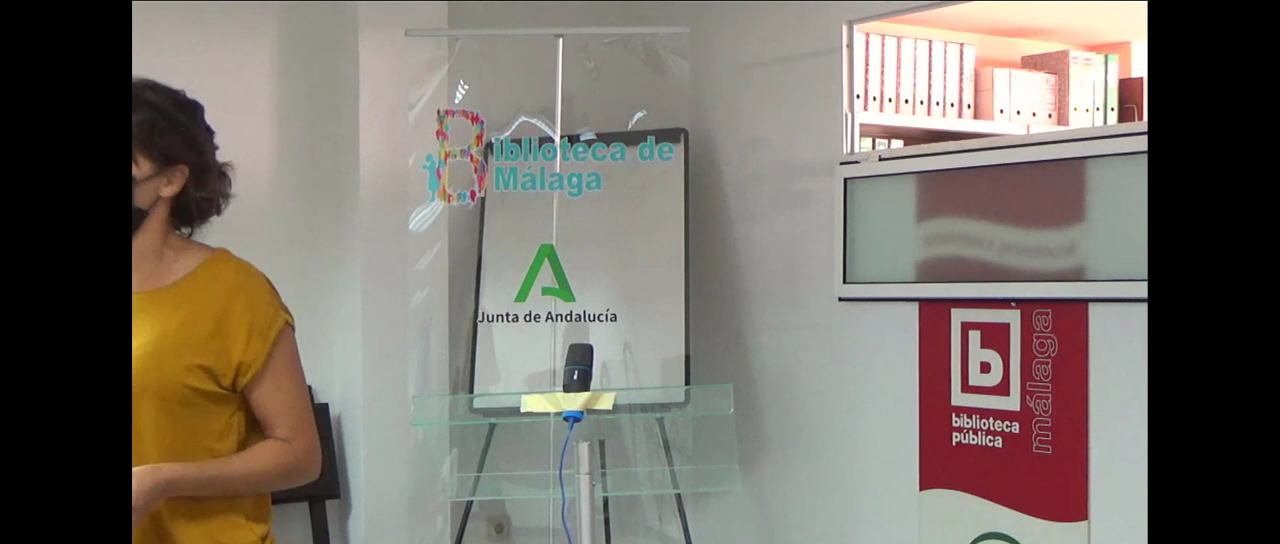 Biblioteca de
Málaga
Junta de Andalucía
b
málaga
biblioteca
pública